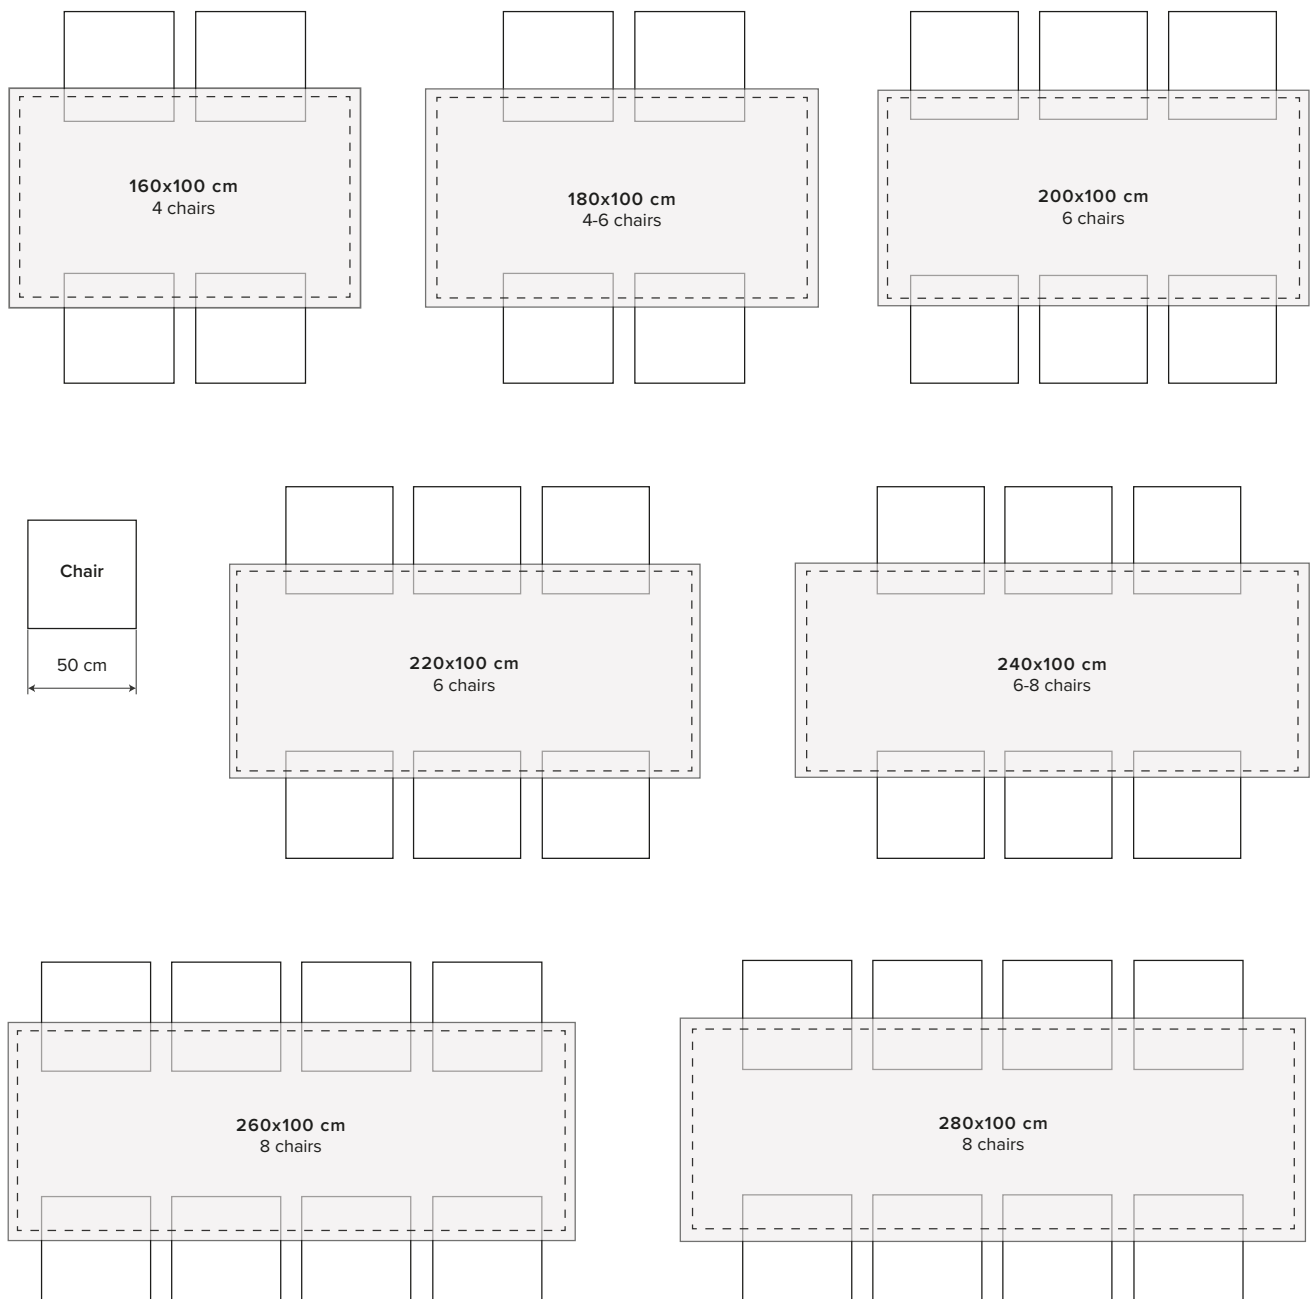 160x100 cm
4 chairs
180x100 cm
4-6 chairs
200x100 cm
6 chairs
Chair
50 cm
220x100 cm
6 chairs
240x100 cm
6-8 chairs
260x100 cm
8 chairs
280x100 cm
8 chairs